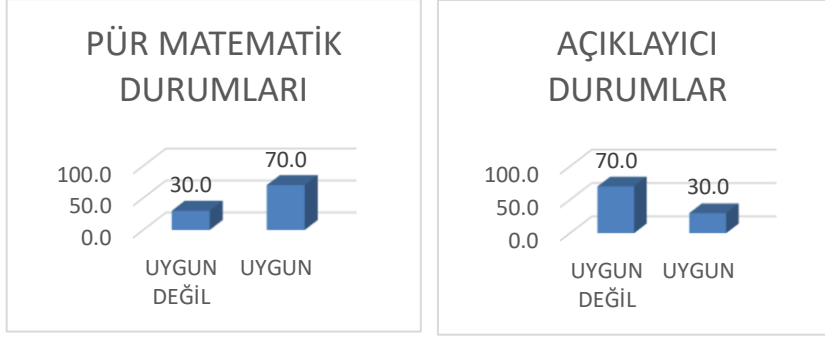 PÜR MATEMATİK
DURUMLARI
100.0
50.0
0.0
30.0
70.0
UYGUN
DEĞİL
UYGUN
AÇIKLAYICI
DURUMLAR
100.0
50.0
0.0
70.0
30.0
UYGUN
DEĞİL
UYGUN